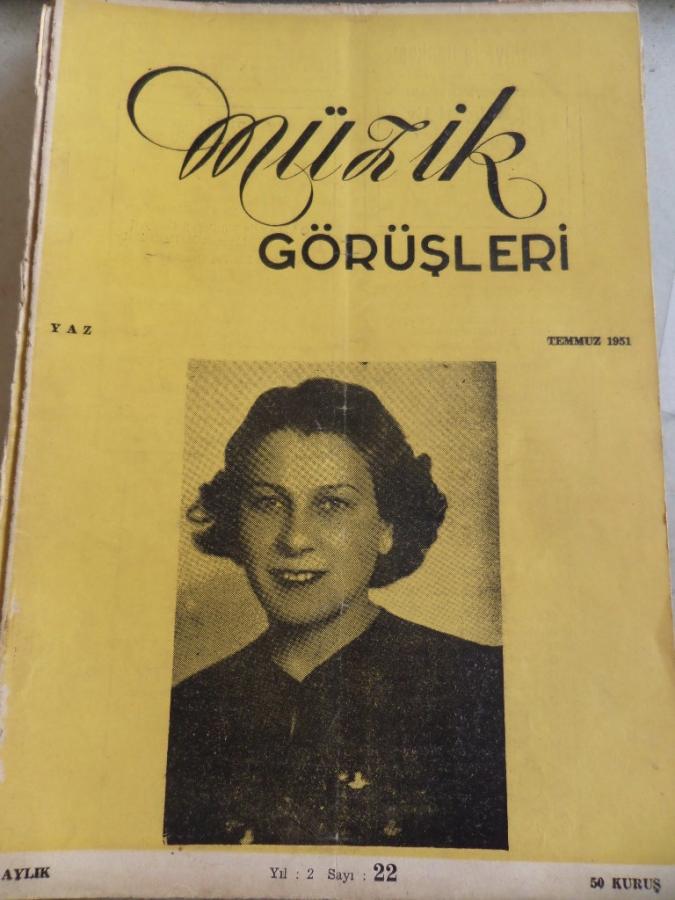 müzik
GÖRÜŞLERİ
YAZ
TEMMUZ 1951
AYLIK
Yıl : 2 Sayı : 22
50 KURUŞ